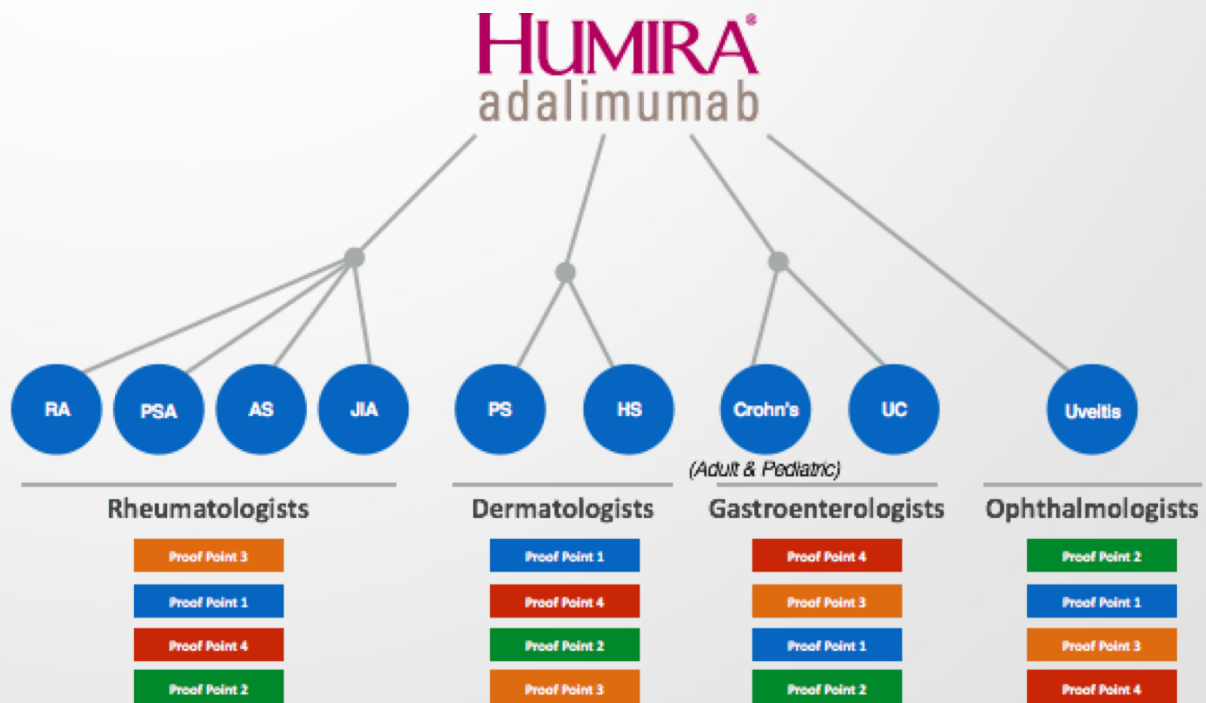 HUMIRA®
adalimumab
RA
PSA
AS
JIA
PS
HS
Crohn's
UC
Uveitis
(Adult & Pediatric)
Rheumatologists
Proof Point 3
Proof Point 1
Proof Point 4
Proof Point 2
Dermatologists
Proof Point 1
Proof Point 4
Proof Point 2
Proof Point 3
Gastroenterologists
Proof Point 4
Proof Point 3
Proof Point 1
Proof Point 2
Ophthalmologists
Proof Point 2
Proof Point 1
Proof Point 3
Proof Point 4